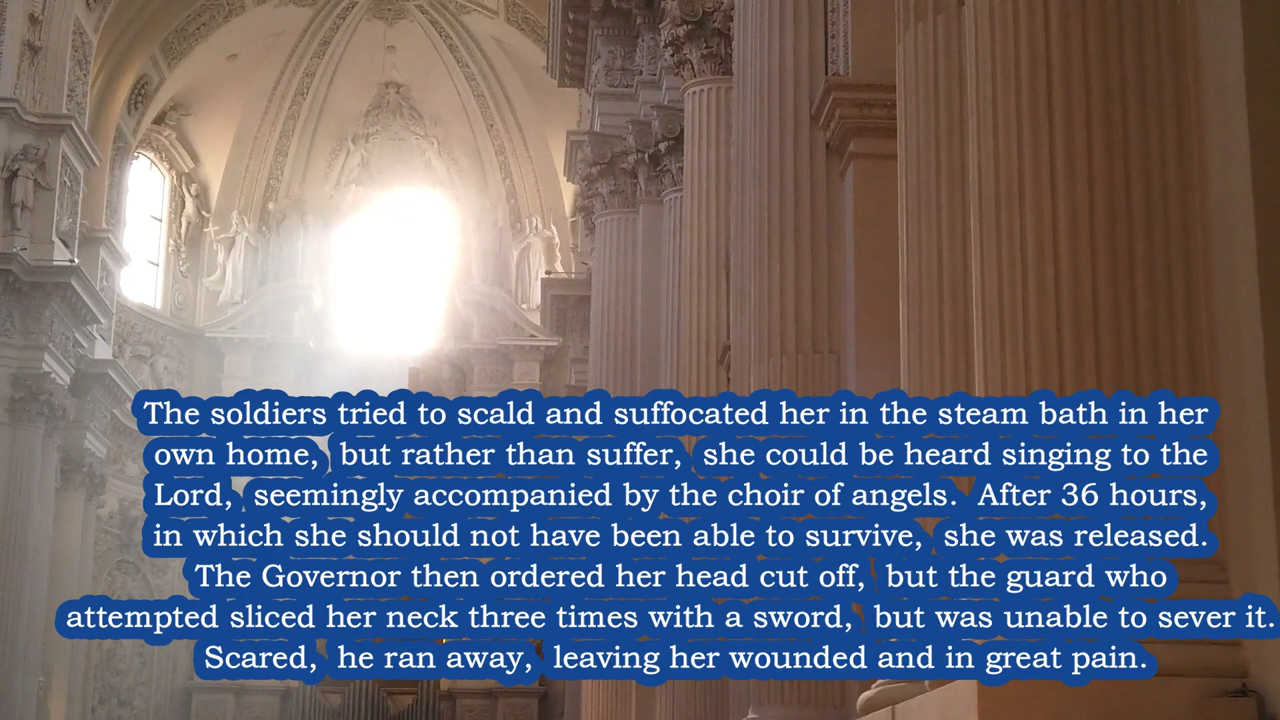 The soldiers tried to scald and suffocated her in the steam bath in her
own home, but rather than suffer, she could be heard singing to the
Lord, seemingly accompanied by the choir of angels. After 36 hours,
in which she should not have been able to survive, she was released.
The Governor then ordered her head cut off, but the guard who
attempted sliced her neck three times with a sword, but was unable to sever it.
Scared, he ran away, leaving her wounded and in great pain.